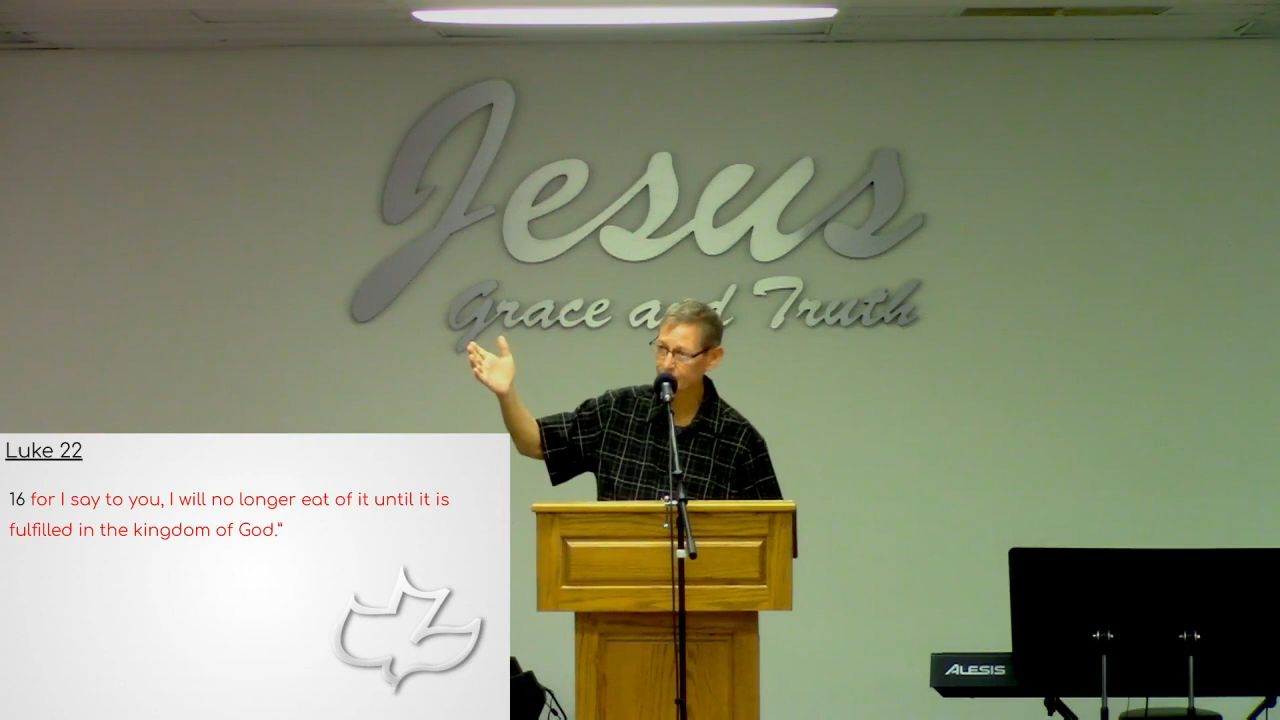 Jesus
Grace and Truth
Luke 22
16 for I say to you, I will no longer eat of it until it is
fulfilled in the kingdom of God.”
ALESIS